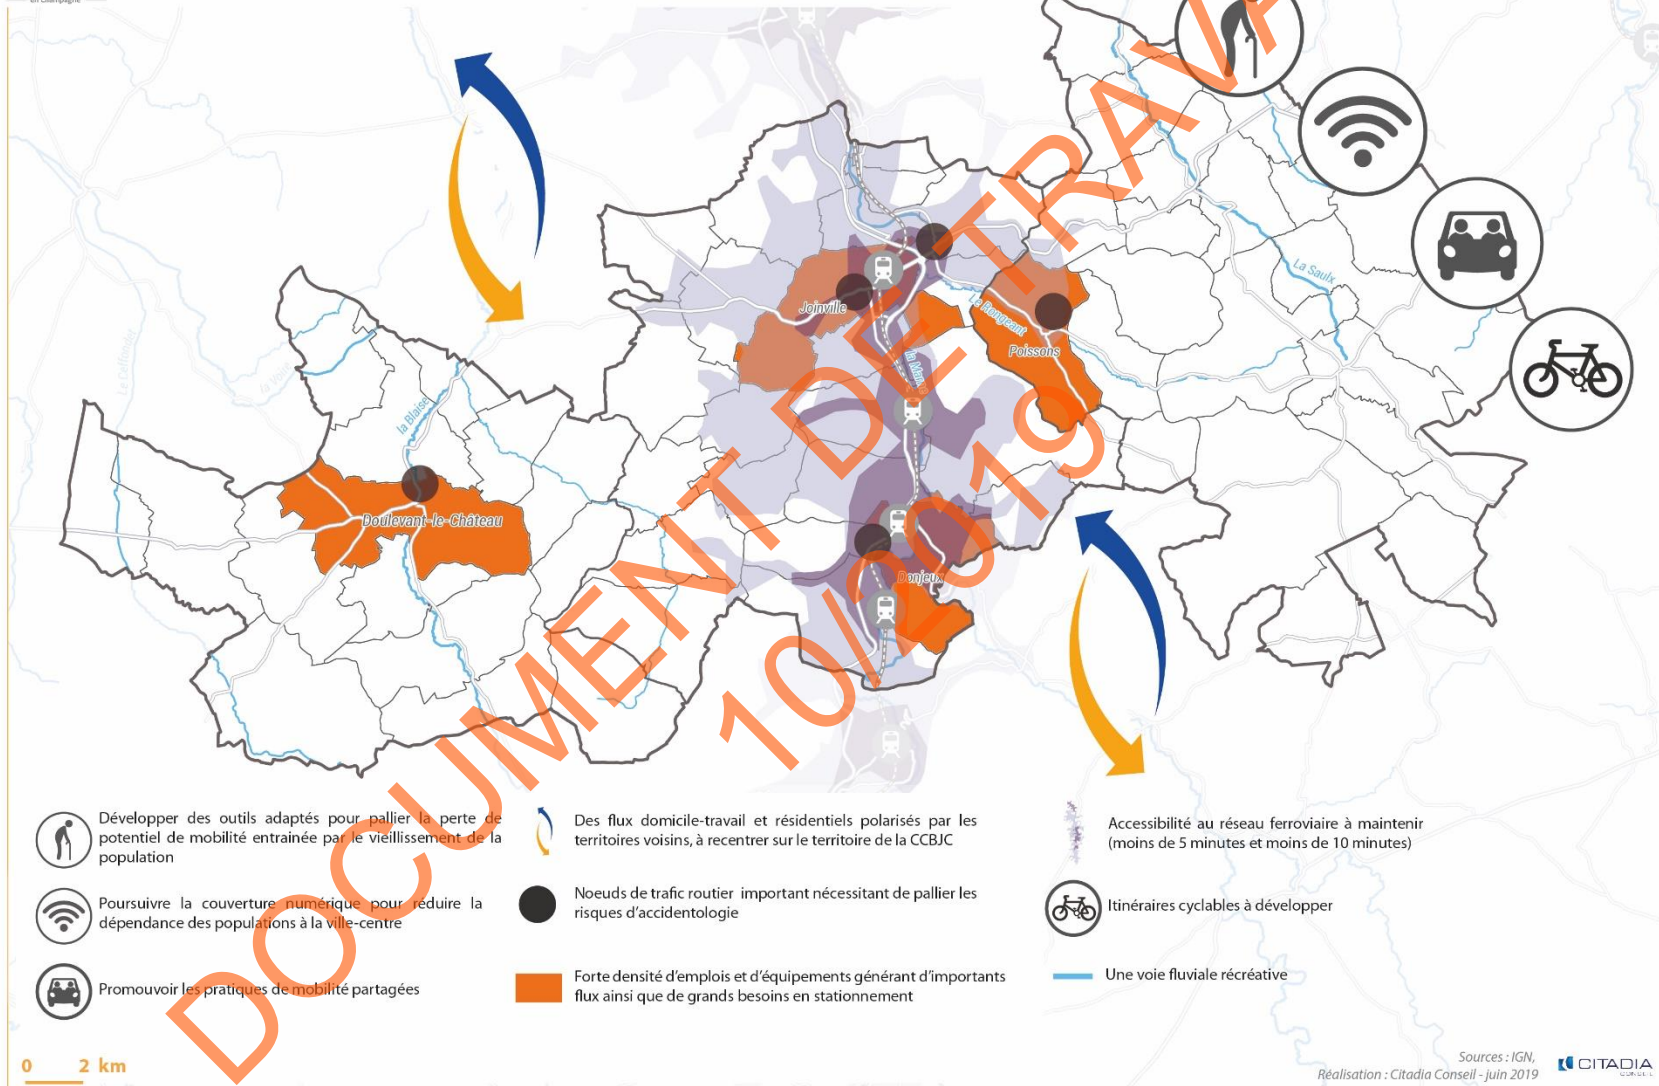 en Champagne
La Saulx
Joinville
Le Rongeant
Poissons
la Blaise
Doulevant-le-Château
Donjeux
DOCUMENT DE TRAVA
10/2019
Développer des outils adaptés pour pallier la perte de
potentiel de mobilité entrainée par le vieillissement de la
population
Poursuivre la couverture numérique pour réduire la
dépendance des populations à la ville-centre
Promouvoir les pratiques de mobilité partagées
Des flux domicile-travail et résidentiels polarisés par les
territoires voisins, à recentrer sur le territoire de la CCBJC
Noeuds de trafic routier important nécessitant de pallier les
risques d'accidentologie
Forte densité d'emplois et d'équipements générant d'importants
flux ainsi que de grands besoins en stationnement
Accessibilité au réseau ferroviaire à maintenir
(moins de 5 minutes et moins de 10 minutes)
Itinéraires cyclables à développer
Une voie fluviale récréative
0 2 km
Sources : IGN,
Réalisation : Citadia Conseil - juin 2019
CITADIA
CONSEIL